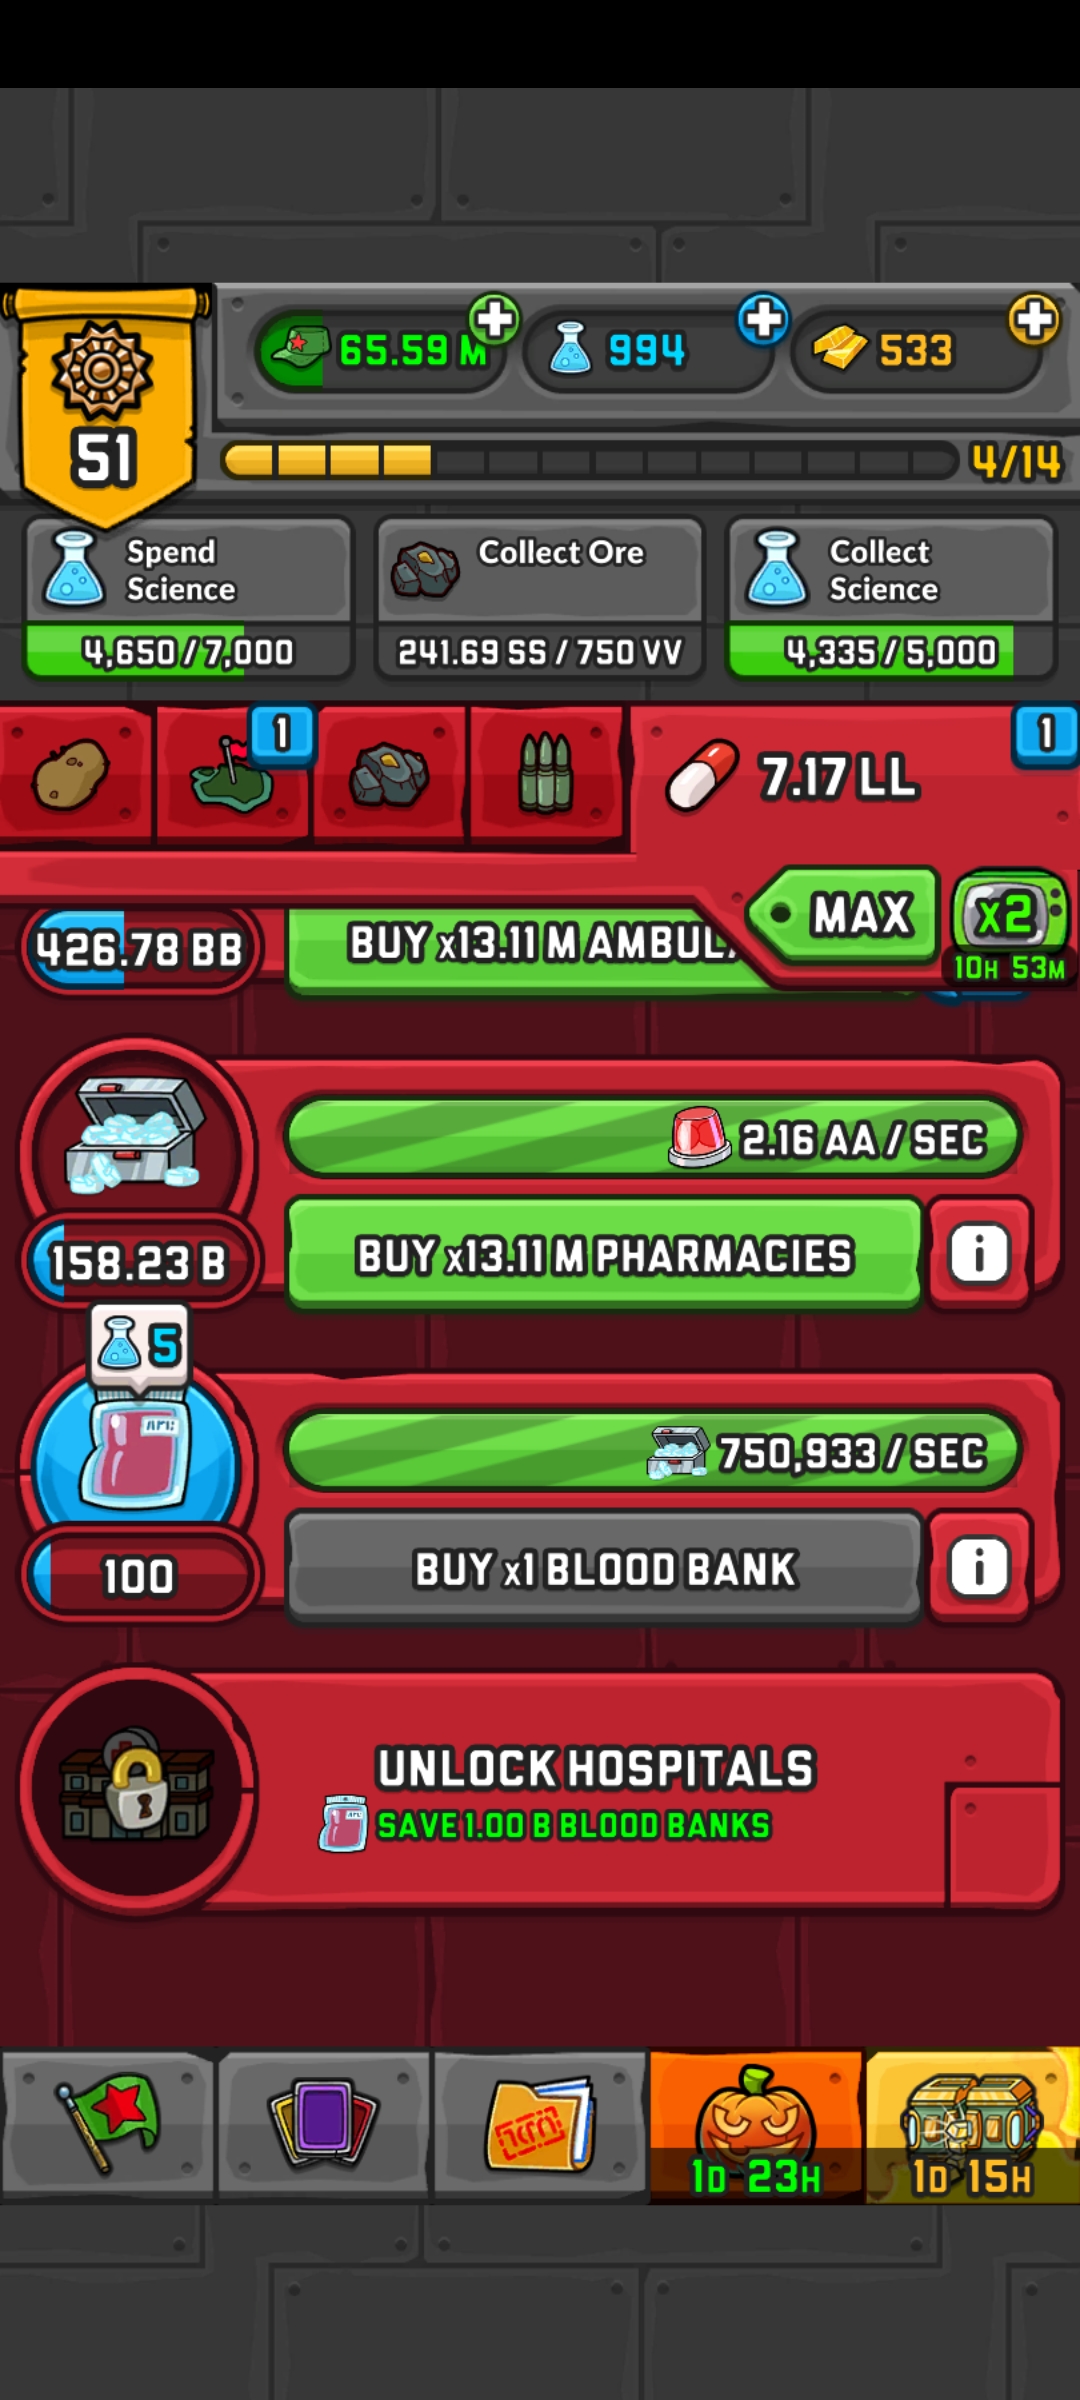 65.59 M
994
533
51
4/14
Spend
Science
Collect Ore
Collect
Science
4,650/7,000
241.69 SS/750 VV
4,335/5,000
1
7.17 LL
1
MAX
x2
10H 53M
426.78 BB
BUY x13.11 M AMBUL
2.16 AA/SEC
158.23 B
BUY x13.11 M PHARMACIES
i
5
750,933/SEC
100
BUY x1 BLOOD BANK
i
UNLOCK HOSPITALS
SAVE 1.00 B BLOOD BANKS
1D 23H
1D 15H